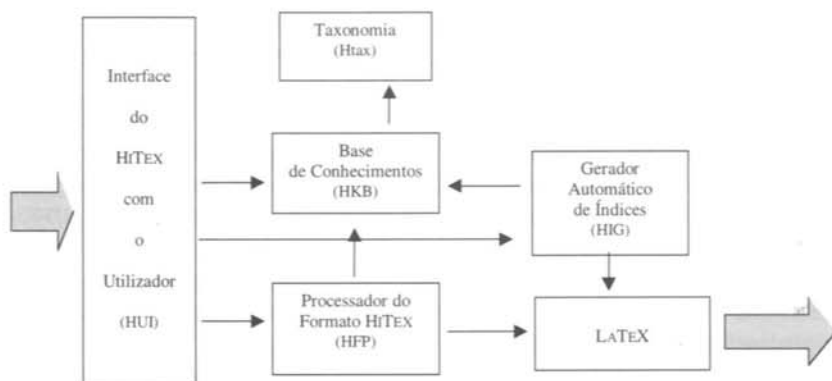 Interface
do
HITEX
com
o
Utilizador
(HUI)
Taxonomia
(Htax)
Base
de Conhecimentos
(HKB)
Gerador
Automático
de Índices
(HIG)
Processador do
Formato HITEX
(HFP)
LATEX